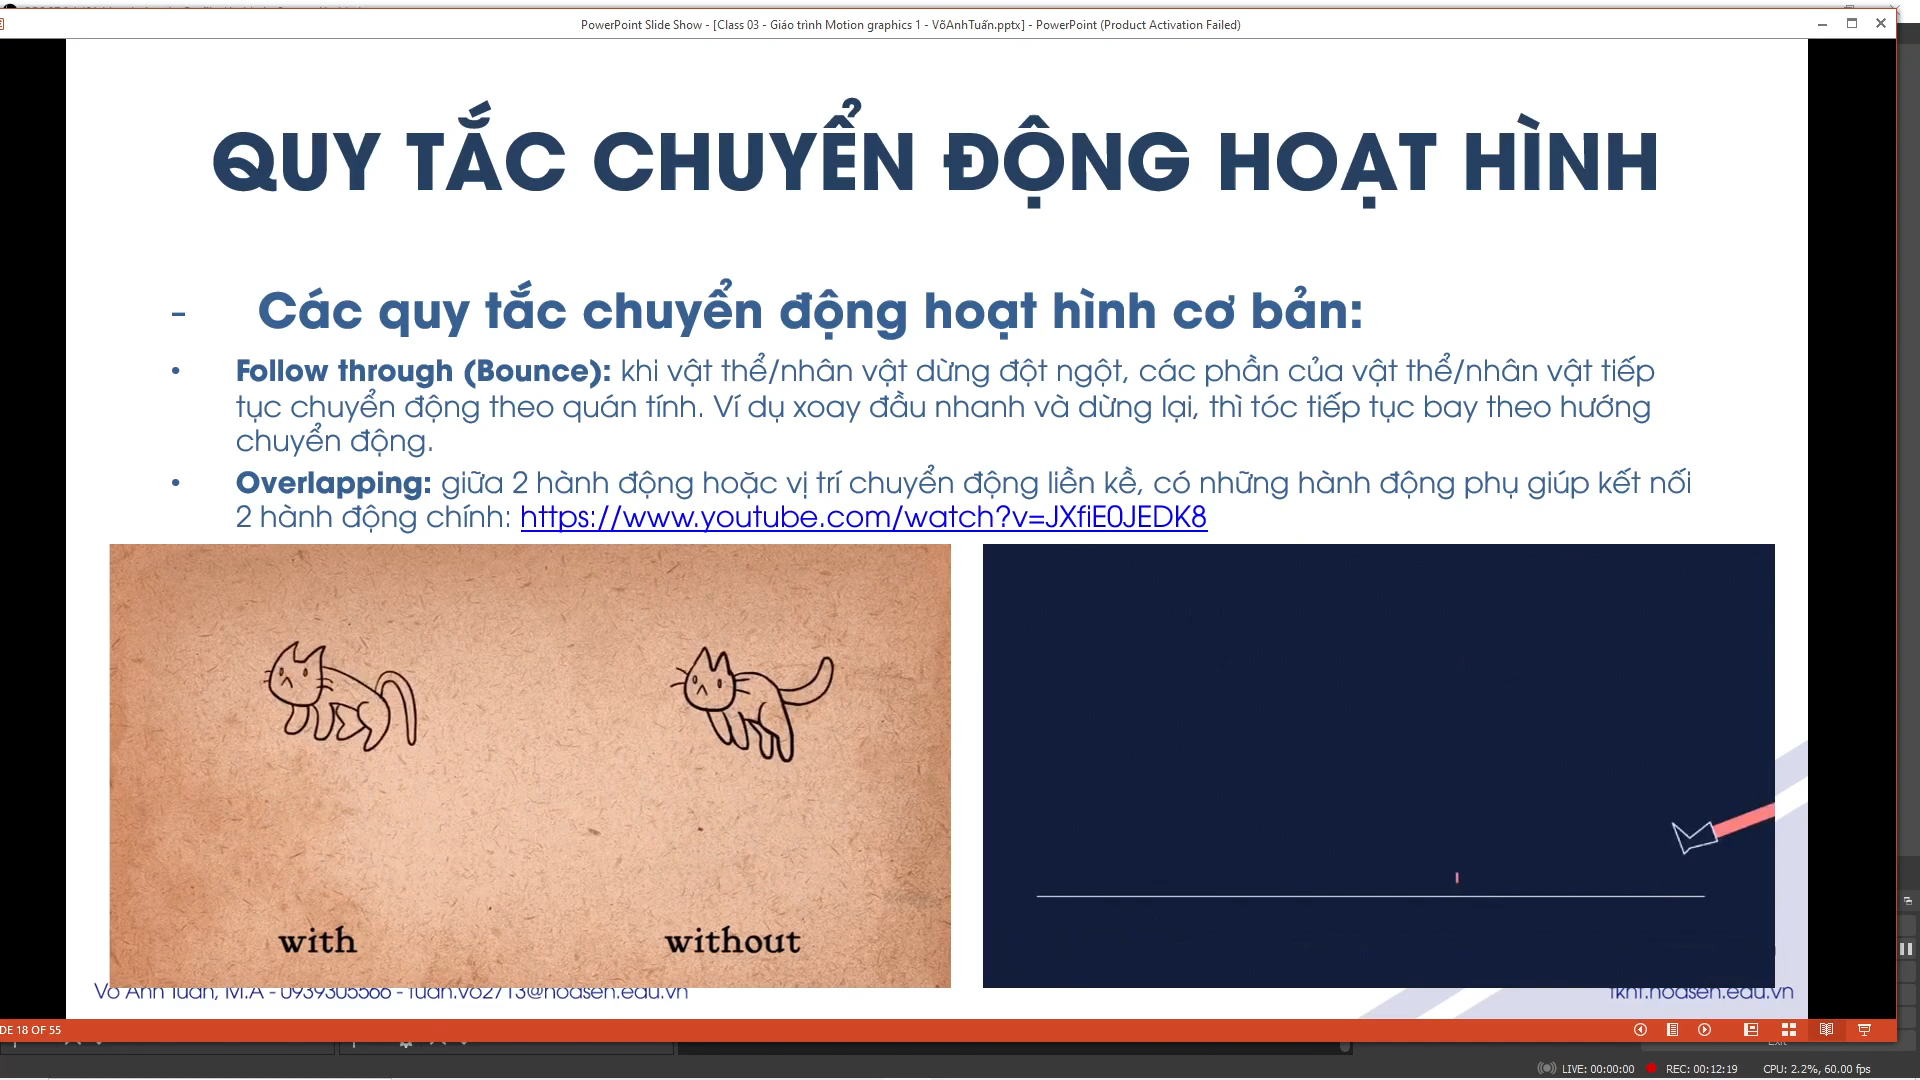 PowerPoint Slide Show - [Class 03 - Giáo trình Motion graphics 1 - VõAnhTuấn.pptx] - PowerPoint (Product Activation Failed)
QUY TẮC CHUYỂN ĐỘNG HOẠT HÌNH
- Các quy tắc chuyển động hoạt hình cơ bản:
• Follow through (Bounce): khi vật thể/nhân vật dừng đột ngột, các phần của vật thể/nhân vật tiếp
tục chuyển động theo quán tính. Ví dụ xoay đầu nhanh và dừng lại, thì tóc tiếp tục bay theo hướng
chuyển động.
• Overlapping: giữa 2 hành động hoặc vị trí chuyển động liền kề, có những hành động phụ giúp kết nối
2 hành động chính: https://www.youtube.com/watch?v=JXfiE0JEDK8
with without
Võ Anh Tuấn, M.A - 0939305566 - tuan.vo2713@hoasen.edu.vn
tknt.hoasen.edu.vn
DE 18 OF 55
Exit
LIVE: 00:00:00 REC: 00:12:19 CPU: 2.2%, 60.00 fps